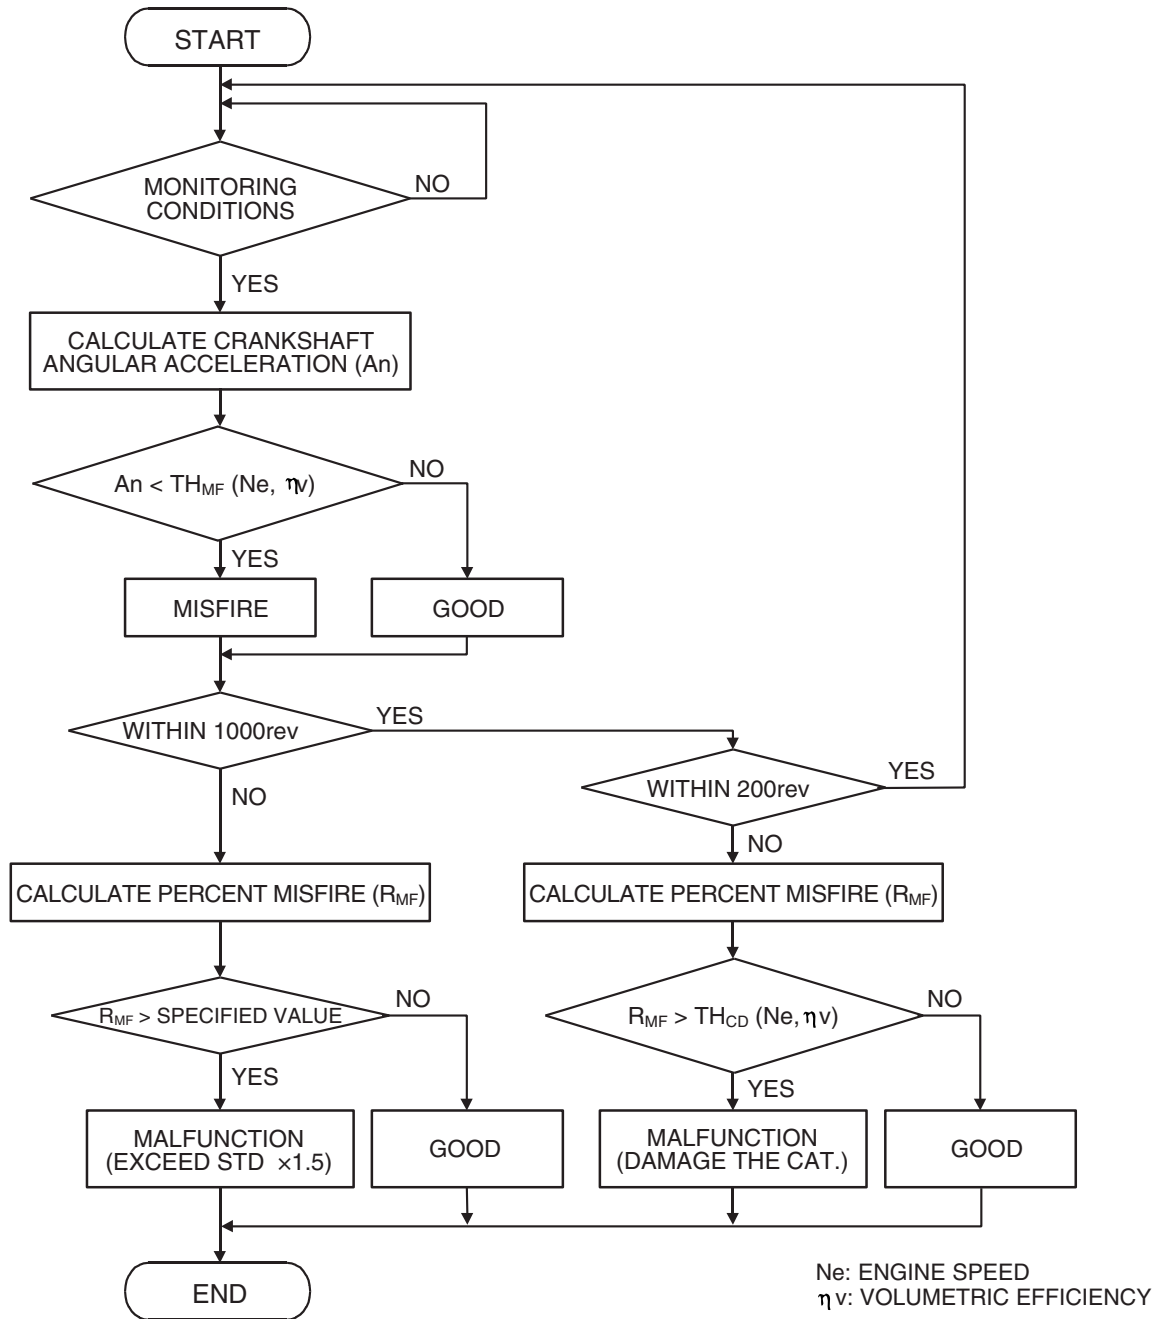 START
MONITORING
CONDITIONS
NO
YES
CALCULATE CRANKSHAFT
ANGULAR ACCELERATION (An)
An < THMF (Ne, ηv)
NO
YES
MISFIRE
GOOD
WITHIN 1000rev
YES
WITHIN 200rev
YES
NO
NO
CALCULATE PERCENT MISFIRE (RMF)
CALCULATE PERCENT MISFIRE (RMF)
RMF > SPECIFIED VALUE
NO
RMF > THCD (Ne, ηv)
NO
YES
YES
MALFUNCTION
(EXCEED STD ×1.5)
GOOD
MALFUNCTION
(DAMAGE THE CAT.)
GOOD
END
Ne: ENGINE SPEED
ηv: VOLUMETRIC EFFICIENCY